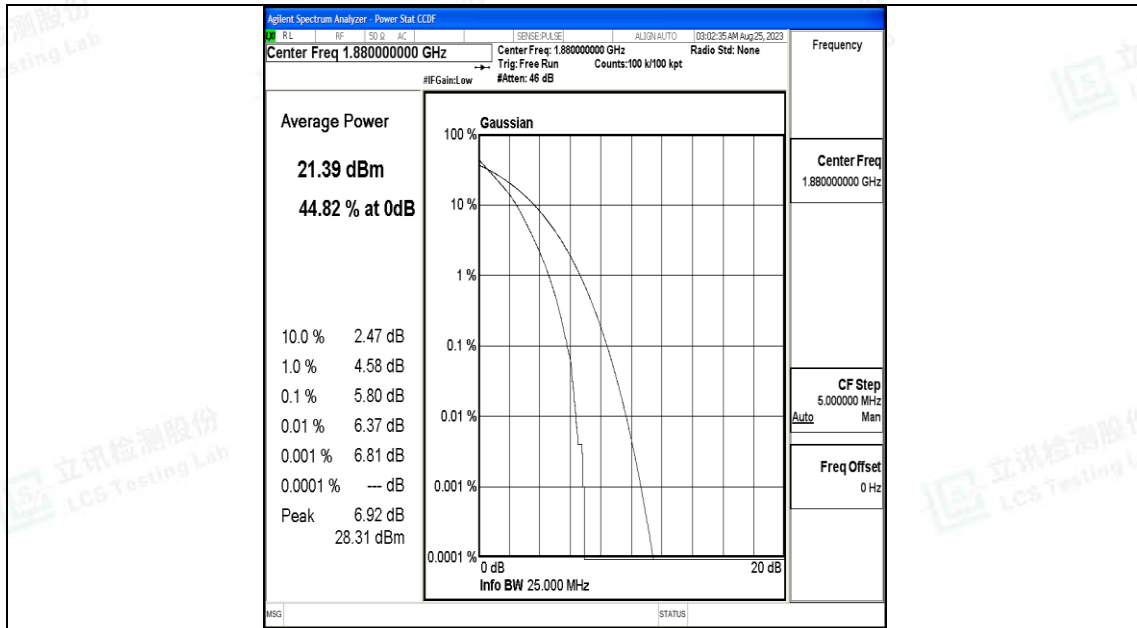 Agilent Spectrum Analyzer - Power Stat CCDF
RL RF 50 Ω AC SENSE:PULSE ALIGNAUTO 03:02:35 AM Aug 25, 2023
Center Freq 1.880000000 GHz
Center Freq: 1.880000000 GHz Radio Std: None
Trig: Free Run Counts:100 k/100 kpt
#IFGain:Low #Atten: 46 dB
Frequency
Average Power
21.39 dBm
44.82 % at 0dB
10.0 % 2.47 dB
1.0 % 4.58 dB
0.1 % 5.80 dB
0.01 % 6.37 dB
0.001 % 6.81 dB
0.0001 % --- dB
Peak 6.92 dB
28.31 dBm
Gaussian
100 %
10 %
1 %
0.1 %
0.01 %
0.001 %
0.0001 %
0 dB 20 dB
Info BW 25.000 MHz
Center Freq
1.880000000 GHz
CF Step
5.000000 MHz
Auto Man
Freq Offset
0 Hz
MSG STATUS
立讯检测股份
LCS Testing Lab